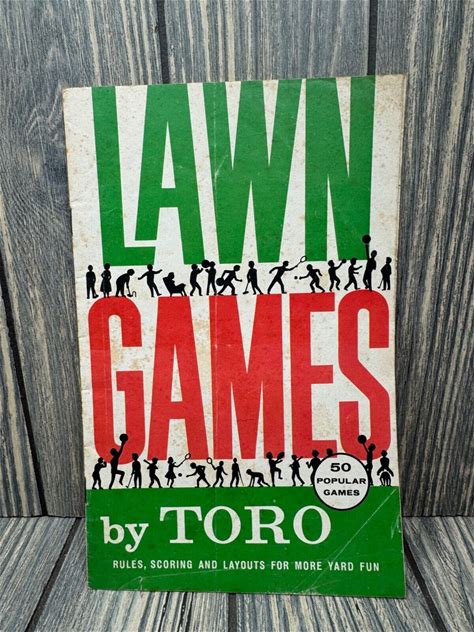 LAWN
GAMES
50
POPULAR
GAMES
by TORO
RULES, SCORING AND LAYOUTS FOR MORE YARD FUN